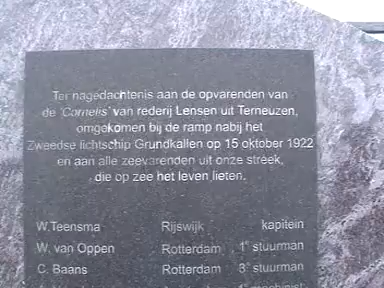 Ter nagedachtenis aan de opvarenden van
de 'Cornelis' van rederij Lensen uit Terneuzen,
omgekomen bij de ramp nabij het
Zweedse lichtschip Grundkallen op 15 oktober 1922
en aan alle zeevarenden uit onze streek,
die op zee het leven lieten.
W.Teensma Rijswijk kapitein
W. van Oppen Rotterdam 1e stuurman
C. Baans Rotterdam 3e stuurman